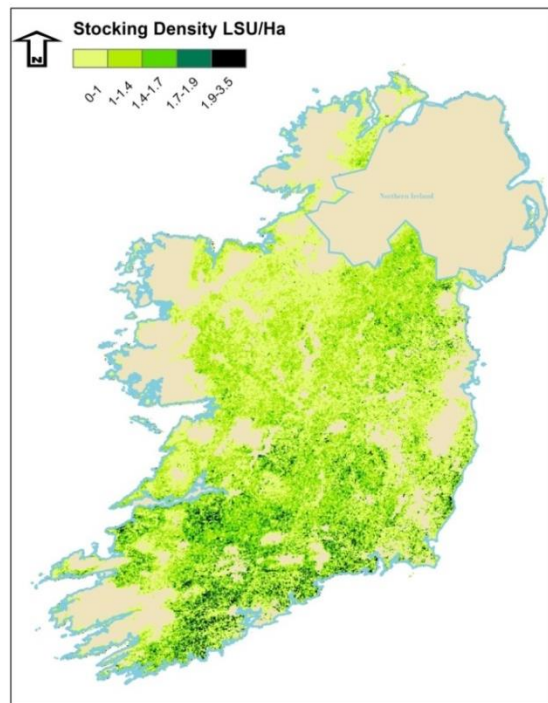 Stocking Density LSU/Ha
N
0-1
1-1.4
1.4-1.7
1.7-1.9
1.9-3.5
Northern Ireland